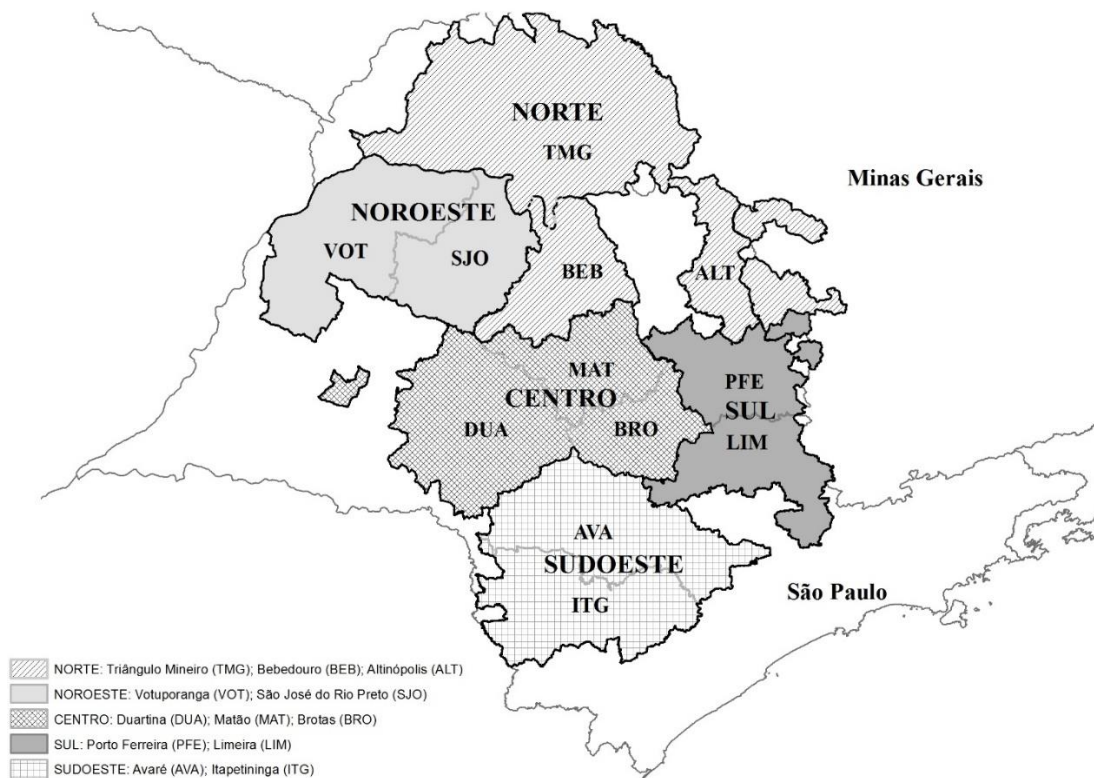 NORTE
TMG
Minas Gerais
NOROESTE
VOT
SJO
BEB
ALT
MAT
PFE
CENTRO
SUL
DUA
BRO
LIM
AVA
SUDOESTE
São Paulo
ITG
NORTE: Triângulo Mineiro (TMG); Bebedouro (BEB); Altinópolis (ALT)
NOROESTE: Votuporanga (VOT); São José do Rio Preto (SJO)
CENTRO: Duartina (DUA); Matão (MAT); Brotas (BRO)
SUL: Porto Ferreira (PFE); Limeira (LIM)
SUDOESTE: Avaré (AVA); Itapetininga (ITG)